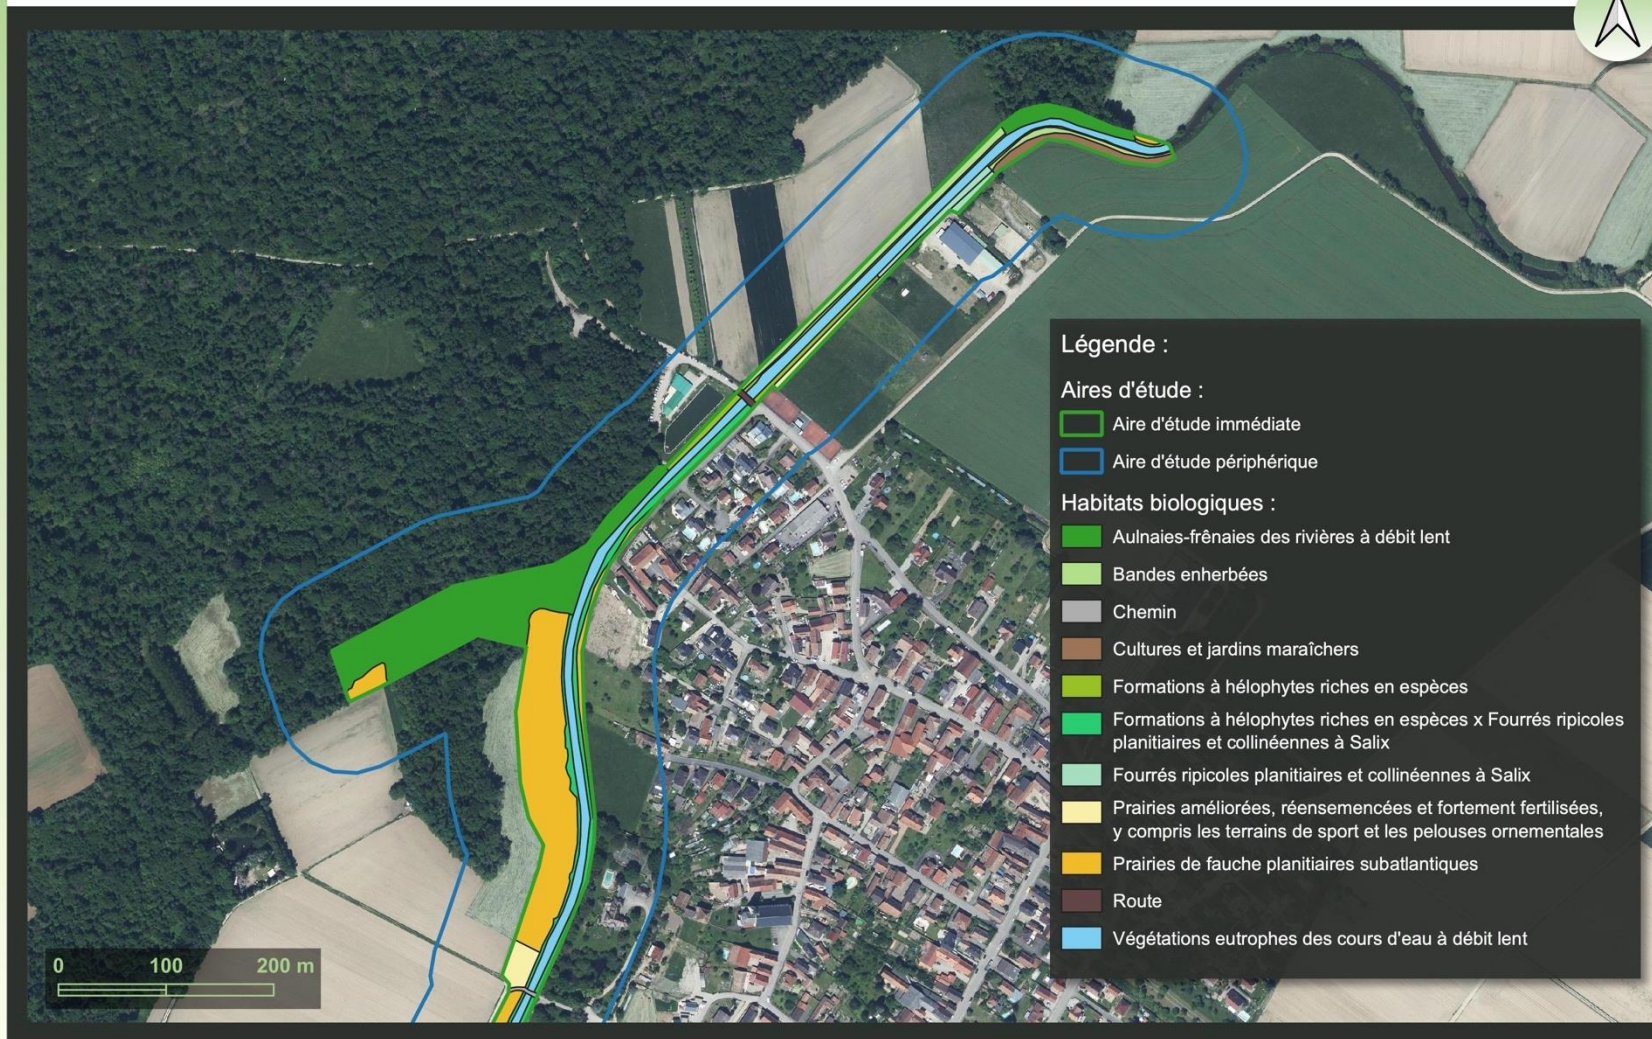 Légende :
Aires d'étude :
Aire d'étude immédiate
Aire d'étude périphérique
Habitats biologiques :
Aulnaies-frênaies des rivières à débit lent
Bandes enherbées
Chemin
Cultures et jardins maraîchers
Formations à hélophytes riches en espèces
Formations à hélophytes riches en espèces x Fourrés ripicoles
planitiaires et collinéennes à Salix
Fourrés ripicoles planitiaires et collinéennes à Salix
Prairies améliorées, réensemencées et fortement fertilisées,
y compris les terrains de sport et les pelouses ornementales
Prairies de fauche planitiaires subatlantiques
Route
Végétations eutrophes des cours d'eau à débit lent
0 100 200 m